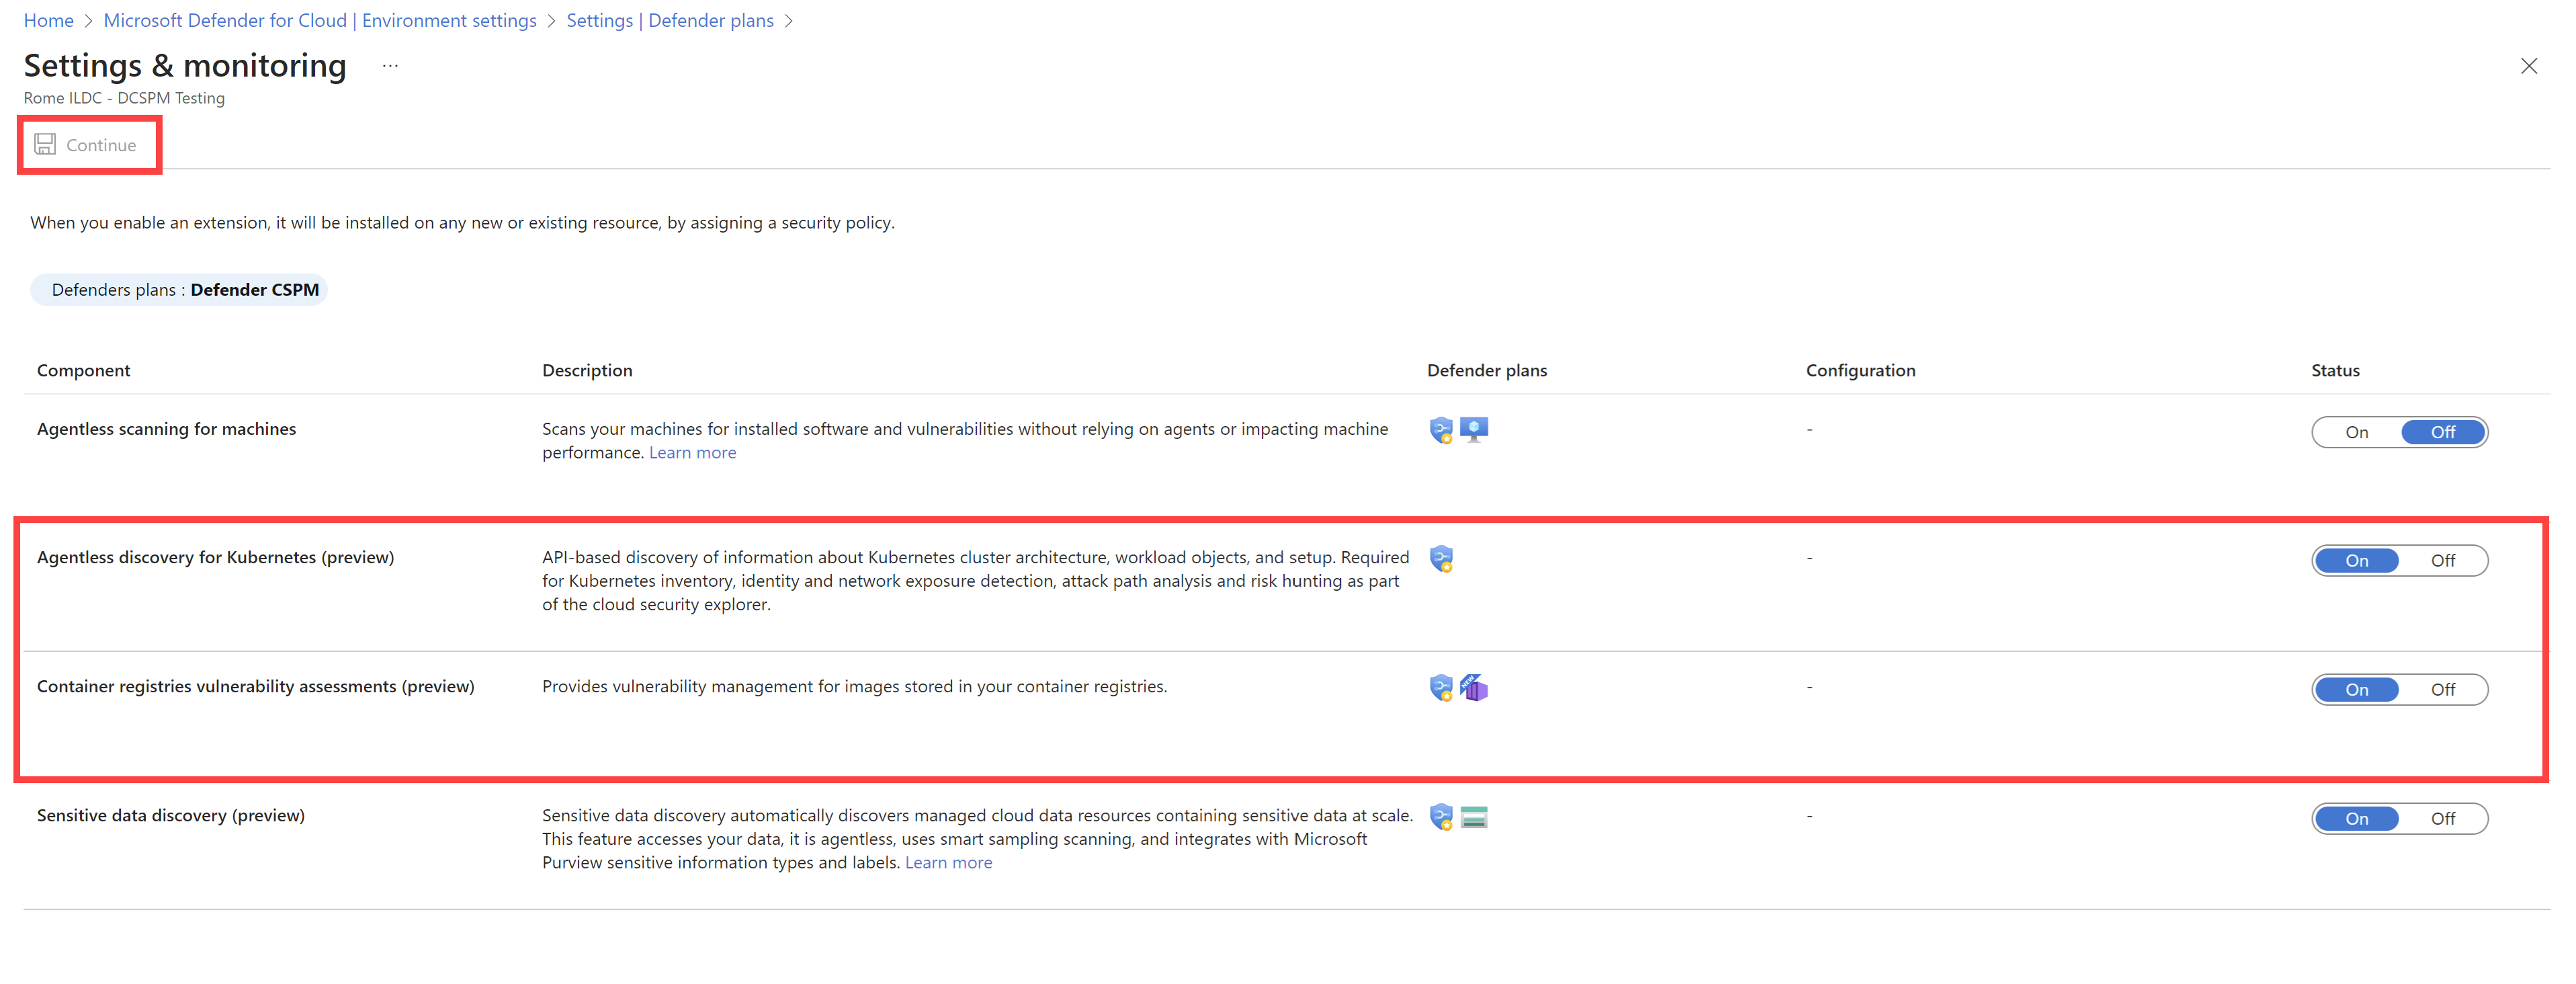 Home > Microsoft Defender for Cloud | Environment settings > Settings | Defender plans >
Settings & monitoring ...
Rome ILDC - DCSPM Testing
Continue
When you enable an extension, it will be installed on any new or existing resource, by assigning a security policy.
Defenders plans : Defender CSPM
Component Description Defender plans Configuration Status
Agentless scanning for machines
Scans your machines for installed software and vulnerabilities without relying on agents or impacting machine
performance. Learn more
-
On Off
Agentless discovery for Kubernetes (preview)
API-based discovery of information about Kubernetes cluster architecture, workload objects, and setup. Required
for Kubernetes inventory, identity and network exposure detection, attack path analysis and risk hunting as part
of the cloud security explorer.
-
On Off
Container registries vulnerability assessments (preview)
Provides vulnerability management for images stored in your container registries.
NEW
-
On Off
Sensitive data discovery (preview)
Sensitive data discovery automatically discovers managed cloud data resources containing sensitive data at scale.
This feature accesses your data, it is agentless, uses smart sampling scanning, and integrates with Microsoft
Purview sensitive information types and labels. Learn more
-
On Off